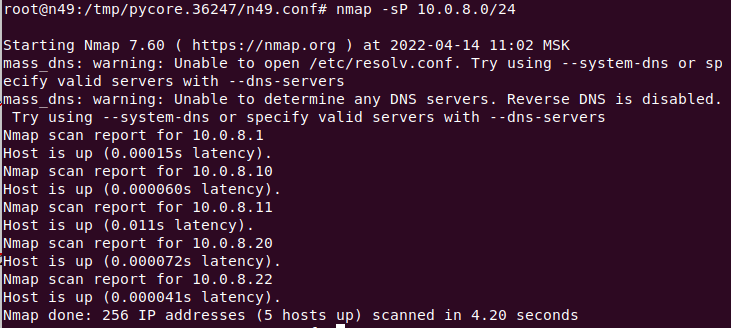 root@n49:/tmp/pycore.36247/n49.conf# nmap -sP 10.0.8.0/24
Starting Nmap 7.60 ( https://nmap.org ) at 2022-04-14 11:02 MSK
mass_dns: warning: Unable to open /etc/resolv.conf. Try using --system-dns or sp
ecify valid servers with --dns-servers
mass_dns: warning: Unable to determine any DNS servers. Reverse DNS is disabled.
 Try using --system-dns or specify valid servers with --dns-servers
Nmap scan report for 10.0.8.1
Host is up (0.00015s latency).
Nmap scan report for 10.0.8.10
Host is up (0.000060s latency).
Nmap scan report for 10.0.8.11
Host is up (0.011s latency).
Nmap scan report for 10.0.8.20
Host is up (0.000072s latency).
Nmap scan report for 10.0.8.22
Host is up (0.000041s latency).
Nmap done: 256 IP addresses (5 hosts up) scanned in 4.20 seconds